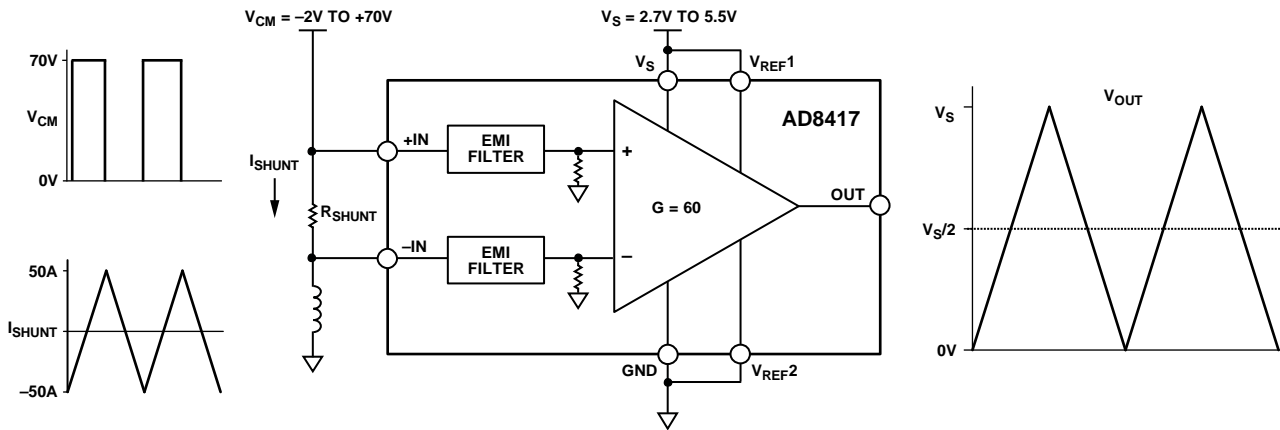 V_CM = –2V TO +70V
V_S = 2.7V TO 5.5V
70V
V_CM
0V
I_SHUNT
50A
I_SHUNT
–50A
R_SHUNT
V_S
V_REF1
AD8417
+IN
EMI
FILTER
+
G = 60
OUT
–IN
EMI
FILTER
–
GND
V_REF2
V_OUT
V_S
V_S/2
0V